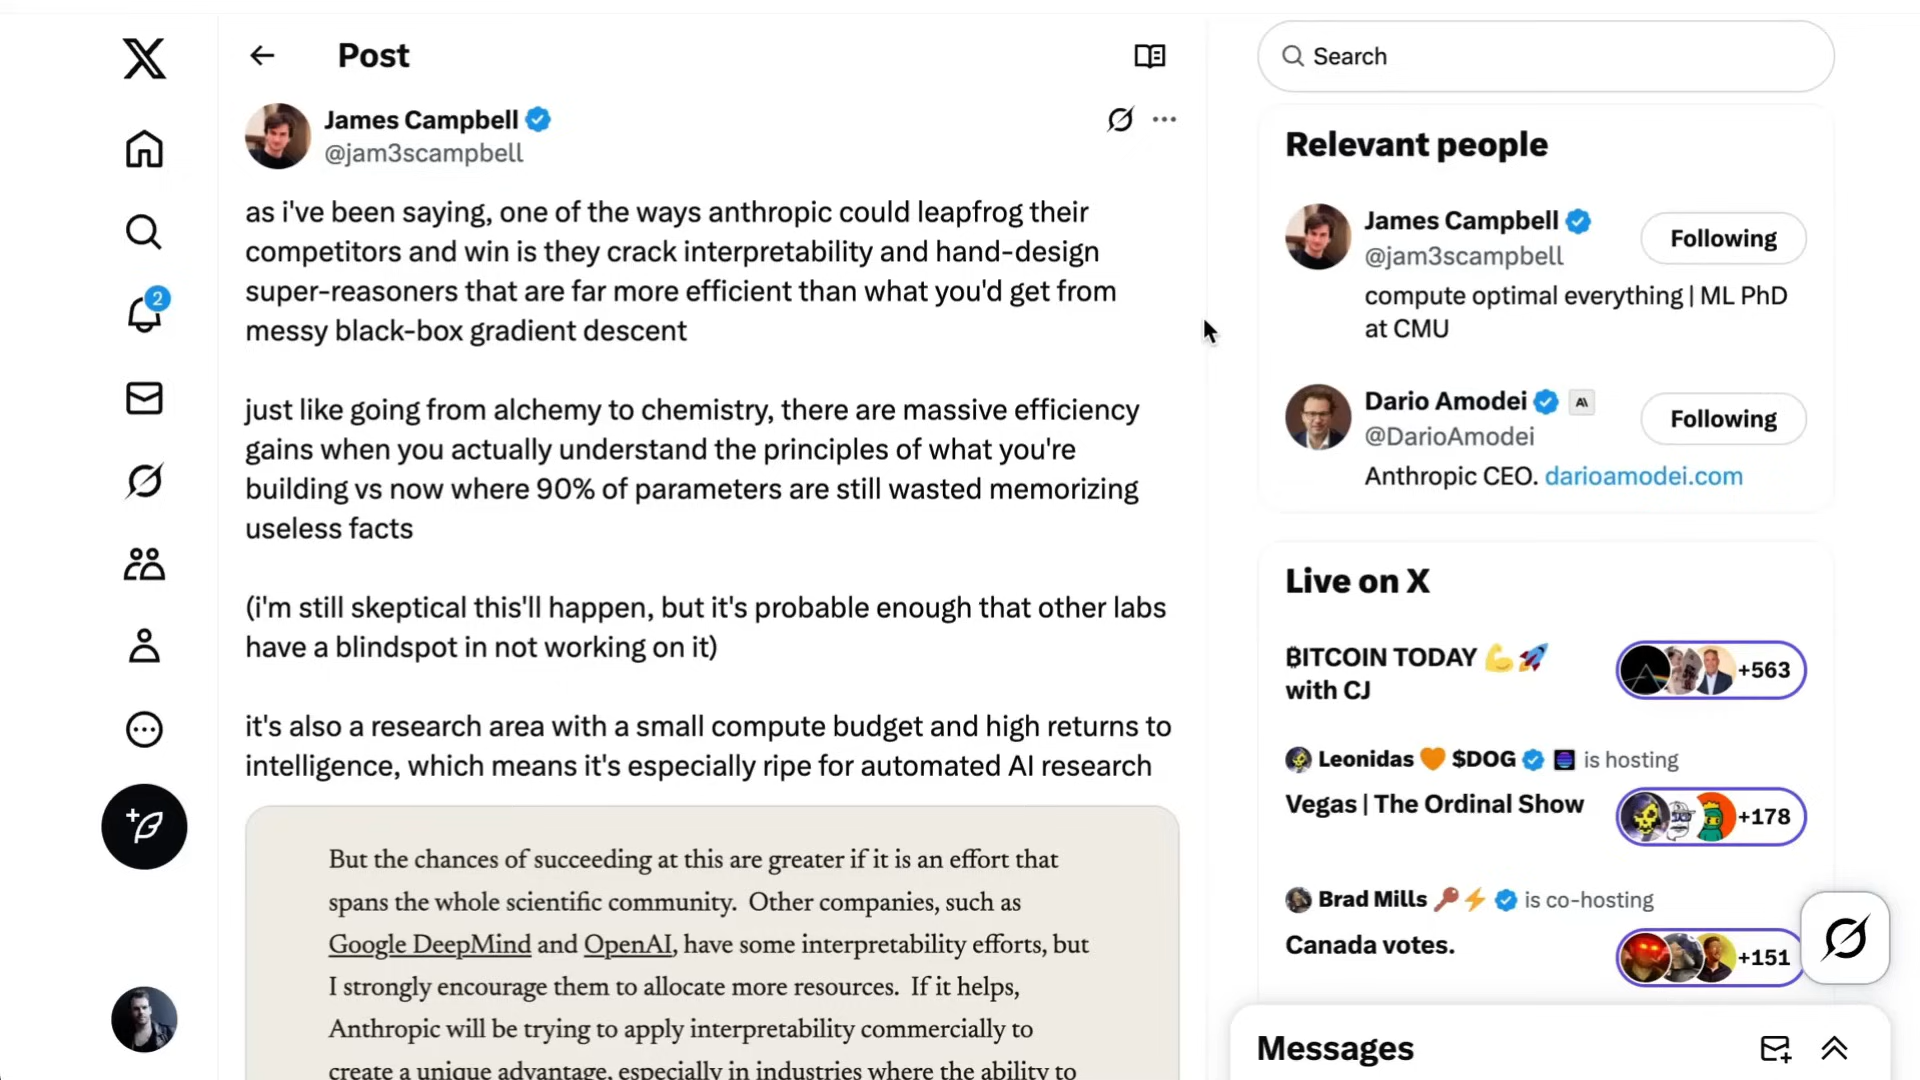 Post
James Campbell
@jam3scampbell
as i've been saying, one of the ways anthropic could leapfrog their
competitors and win is they crack interpretability and hand-design
super-reasoners that are far more efficient than what you'd get from
messy black-box gradient descent
just like going from alchemy to chemistry, there are massive efficiency
gains when you actually understand the principles of what you're
building vs now where 90% of parameters are still wasted memorizing
useless facts
(i'm still skeptical this'll happen, but it's probable enough that other labs
have a blindspot in not working on it)
it's also a research area with a small compute budget and high returns to
intelligence, which means it's especially ripe for automated AI research
But the chances of succeeding at this are greater if it is an effort that
spans the whole scientific community. Other companies, such as
Google DeepMind and OpenAI, have some interpretability efforts, but
I strongly encourage them to allocate more resources. If it helps,
Anthropic will be trying to apply interpretability commercially to
create a unique advantage, especially in industries where the ability to
2
Search
Relevant people
James Campbell
@jam3scampbell
Following
compute optimal everything | ML PhD
at CMU
Dario Amodei
@DarioAmodei
Following
Anthropic CEO. darioamodei.com
Live on X
₿ITCOIN TODAY 💪🚀
with CJ
+563
Leonidas 🧡 $DOG is hosting
Vegas | The Ordinal Show
+178
Brad Mills 🔑⚡ is co-hosting
Canada votes.
+151
Messages